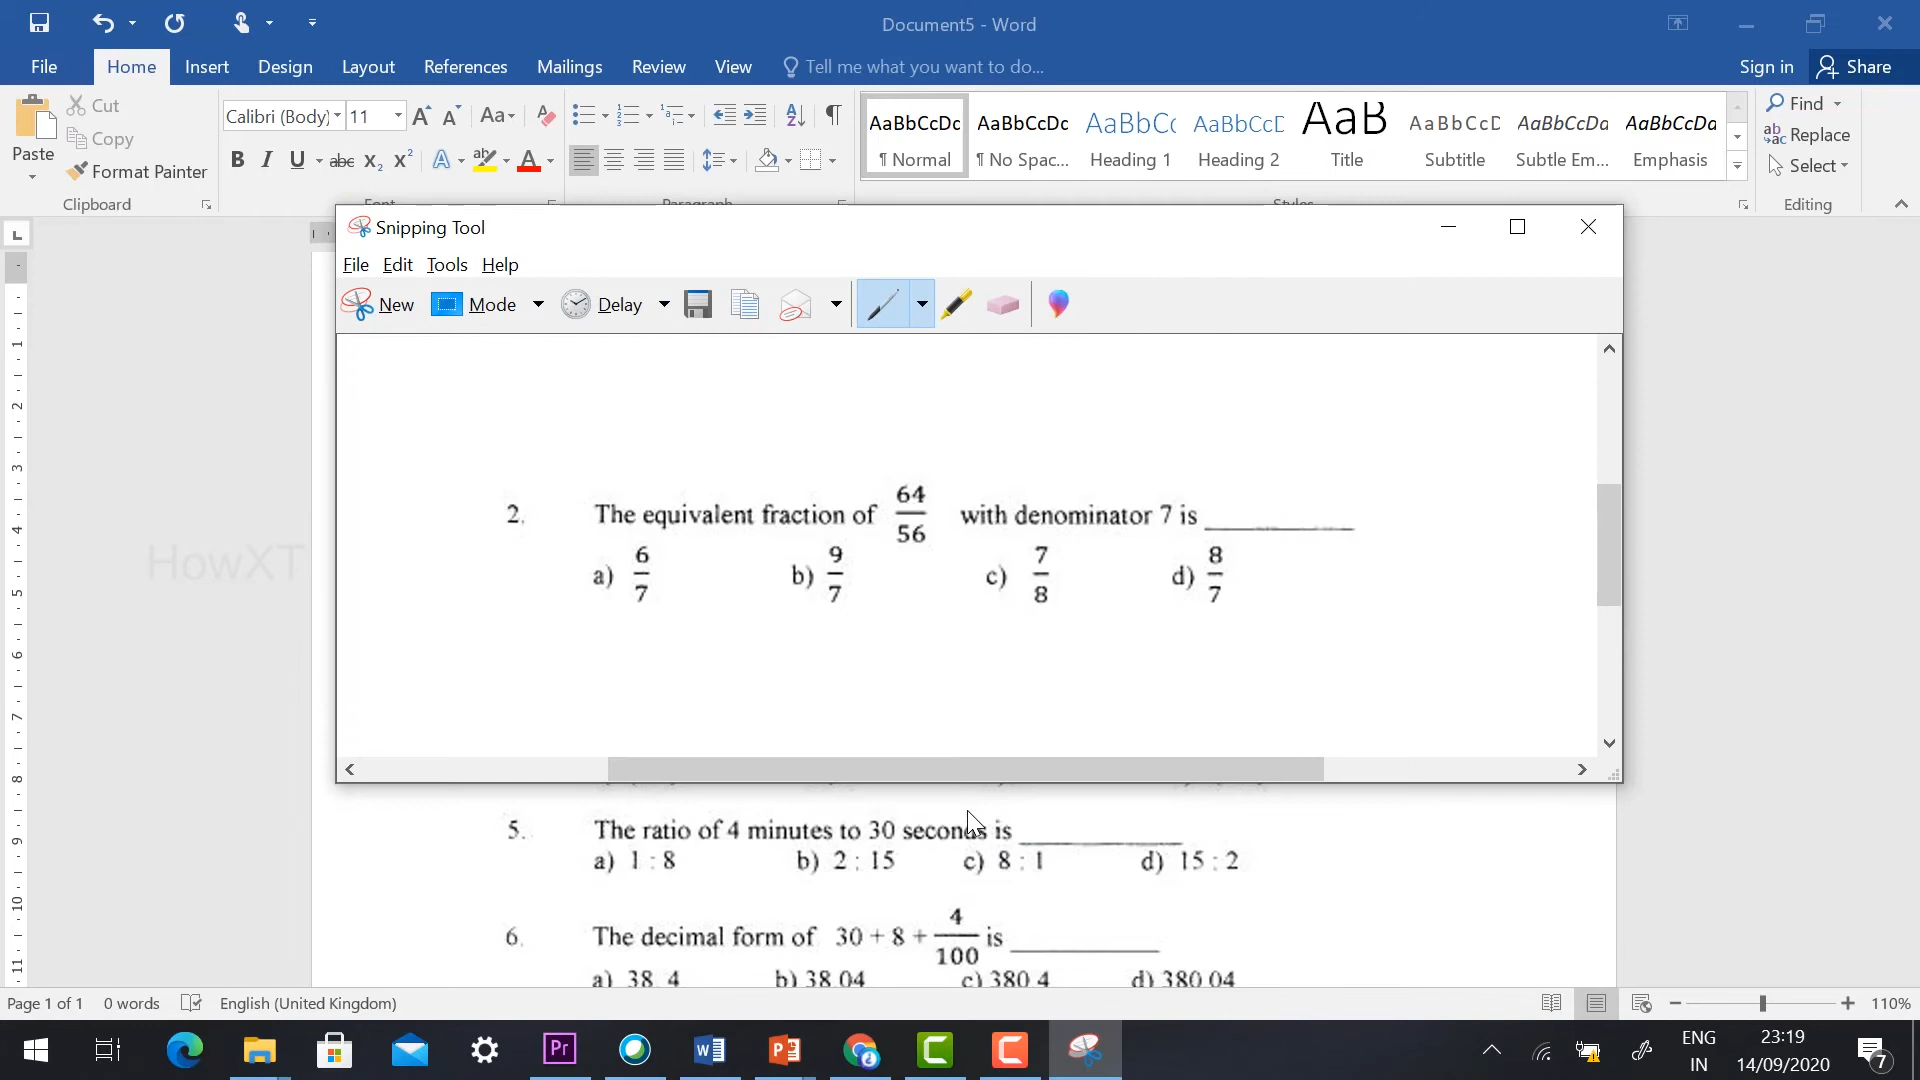 Document5 - Word
File Home Insert Design Layout References Mailings Review View Tell me what you want to do... Sign in Share
Paste
Cut
Copy
Format Painter
Clipboard
Calibri (Body) 11
AaBbCcDc ¶ Normal
AaBbCcDc ¶ No Spac...
AaBbCc Heading 1
AaBbCcD Heading 2
AaB Title
AaBbCcD Subtitle
AaBbCcDa Subtle Em...
AaBbCcDa Emphasis
Find
Replace
Select
Editing
Snipping Tool
File Edit Tools Help
New Mode Delay
2. The equivalent fraction of 64/56 with denominator 7 is __________
a) 6/7 b) 9/7 c) 7/8 d) 8/7
HowXT
5. The ratio of 4 minutes to 30 seconds is __________
a) 1 : 8 b) 2 : 15 c) 8 : 1 d) 15 : 2
6. The decimal form of 30 + 8 + 4/100 is __________
a) 38. 4 b) 38.04 c) 380.4 d) 380.04
Page 1 of 1 0 words English (United Kingdom) 110%
ENG 23:19
IN 14/09/2020 7